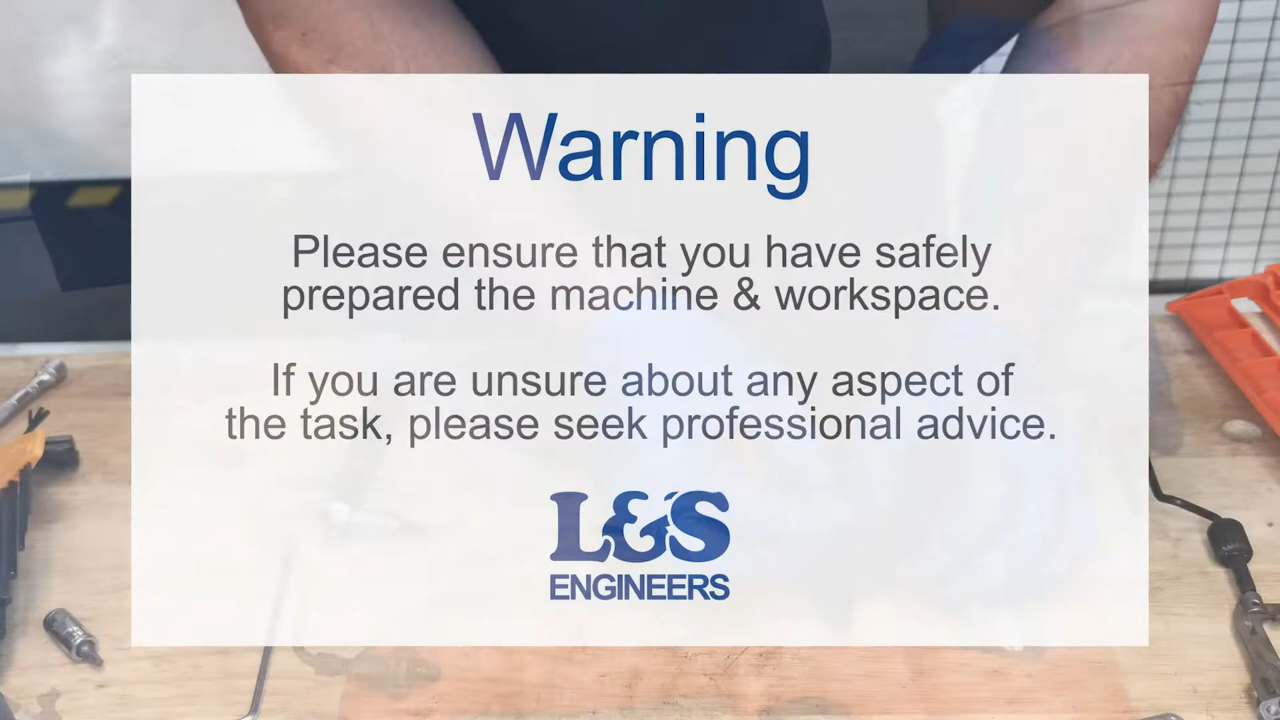 Warning
Please ensure that you have safely
prepared the machine & workspace.
If you are unsure about any aspect of
the task, please seek professional advice.
L&S
ENGINEERS